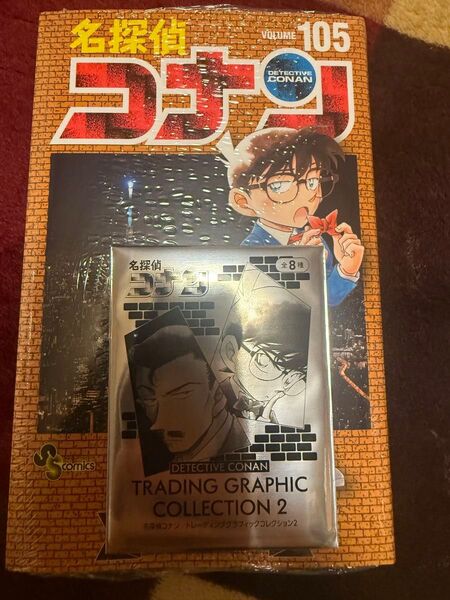 名探偵
VOLUME 105
コナン
DETECTIVE
CONAN
全8種
名探偵
コナン
DETECTIVE CONAN
TRADING GRAPHIC
COLLECTION 2
名探偵コナン トレーディンググラフィックコレクション2
comics